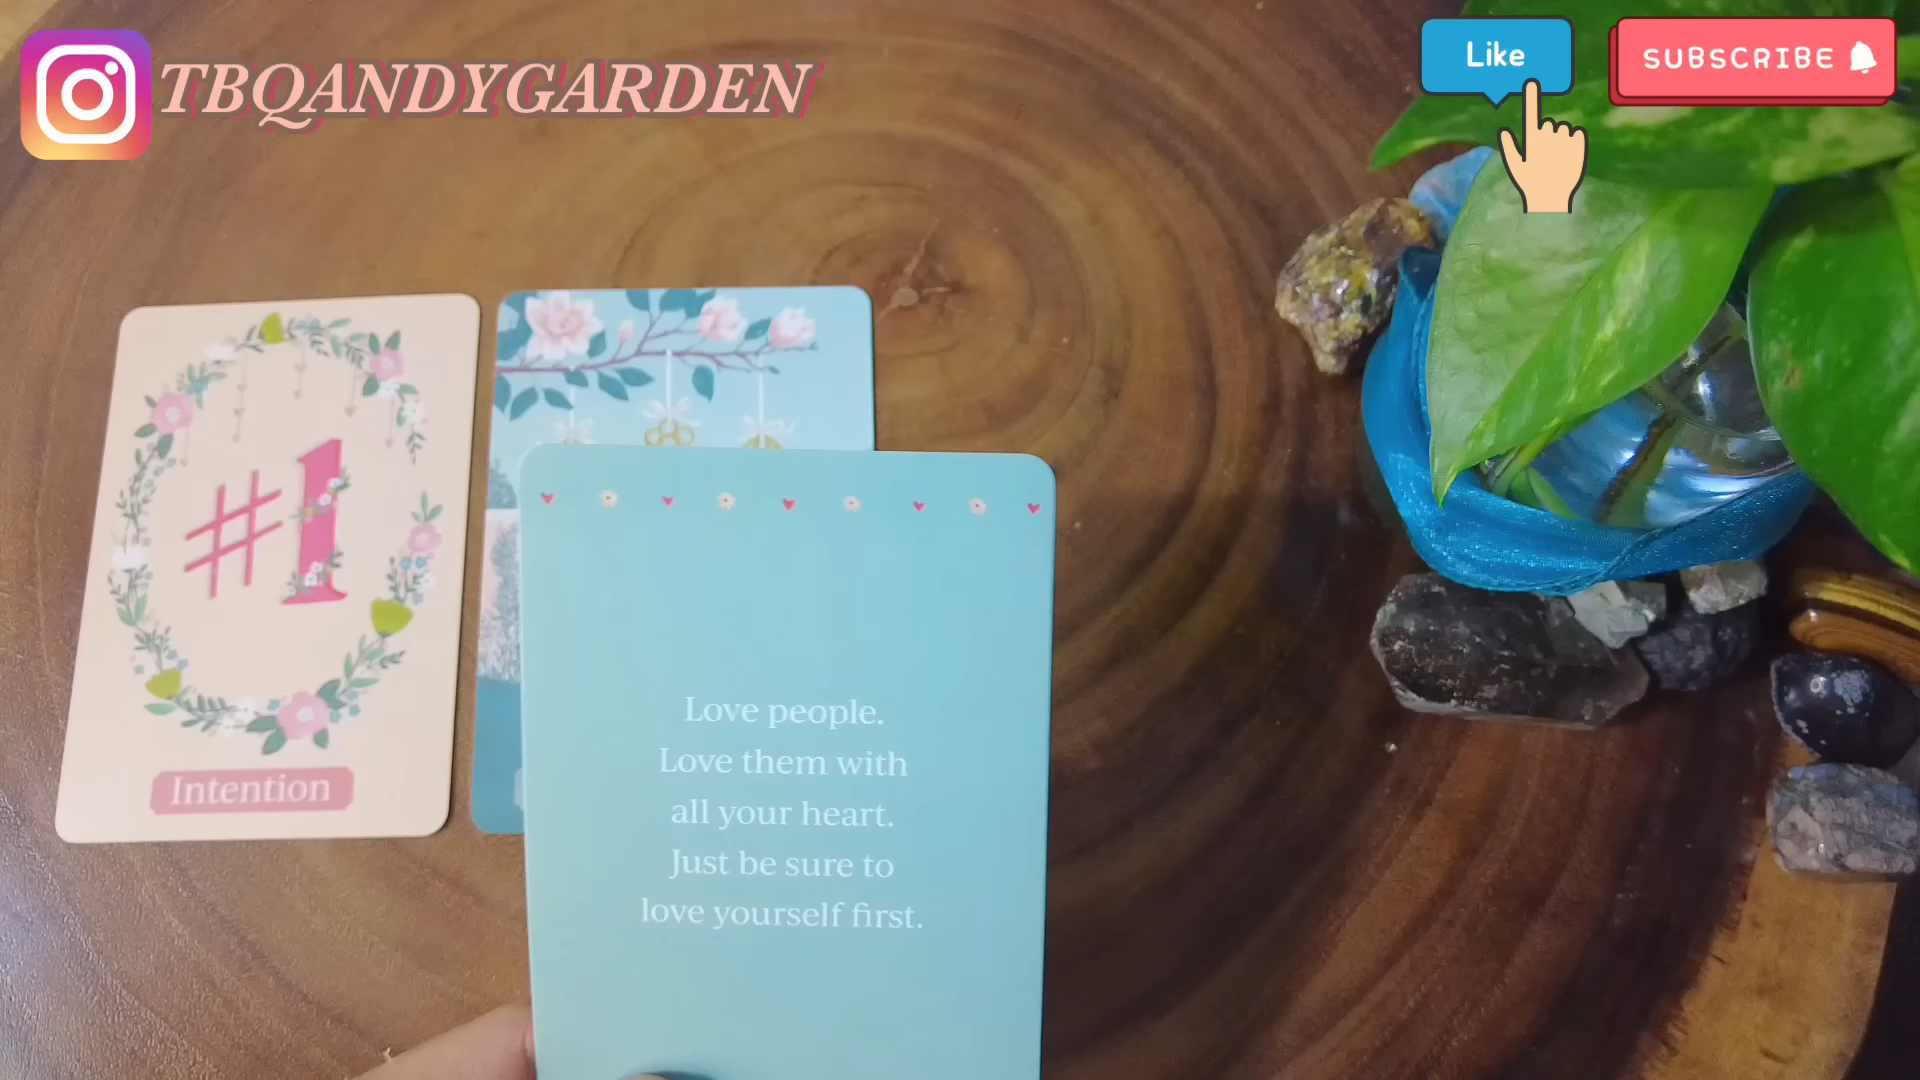 TBQANDYGARDEN
Like
SUBSCRIBE
#1
Intention
Love people.
Love them with
all your heart.
Just be sure to
love yourself first.